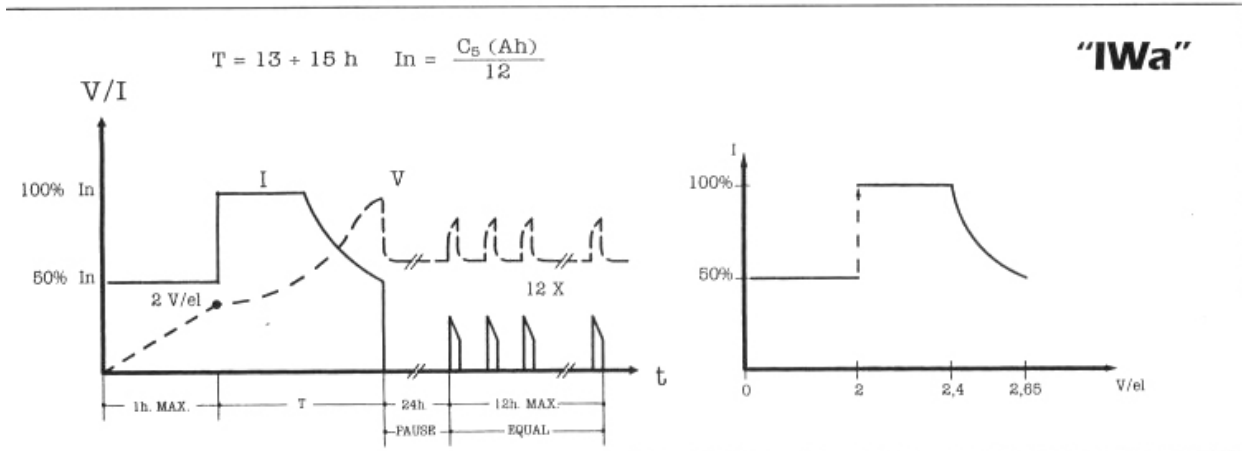 T = 13 ÷ 15 h In = C₅ (Ah) / 12
"IWa"
V/I
100% In
50% In
I
V
2 V/el
12 X
t
1h. MAX.
T
24h
12h. MAX.
PAUSE
EQUAL
I
100%
50%
0
2
2,4
2,65
V/el